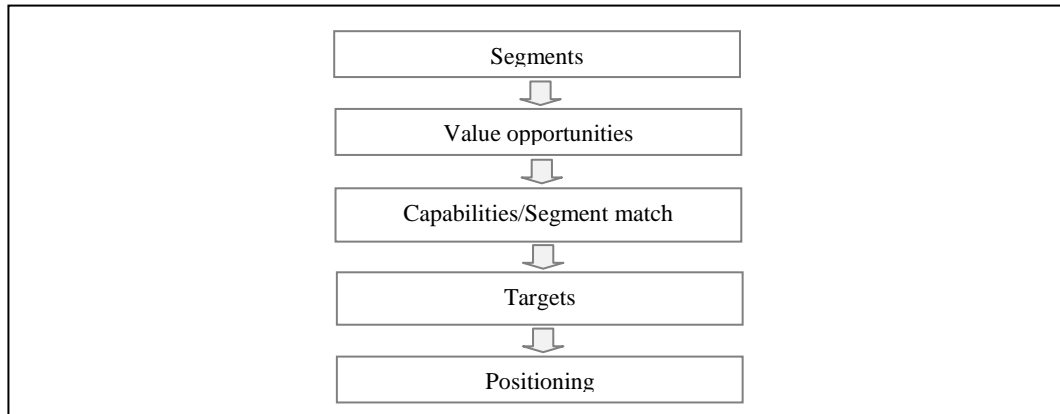 Segments
Value opportunities
Capabilities/Segment match
Targets
Positioning